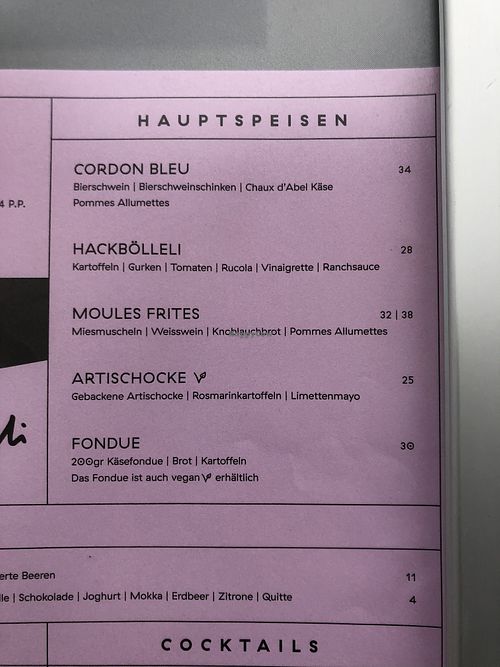 HAUPTSPEISEN
CORDON BLEU 34
Bierschwein | Bierschweinschinken | Chaux d'Abel Käse
Pommes Allumettes
4 P.P.
HACKBÖLLELI 28
Kartoffeln | Gurken | Tomaten | Rucola | Vinaigrette | Ranchsauce
MOULES FRITES 32 | 38
Miesmuscheln | Weisswein | Knoblauchbrot | Pommes Allumettes
ARTISCHOCKE 25
Gebackene Artischocke | Rosmarinkartoffeln | Limettenmayo
li
FONDUE 30
200gr Käsefondue | Brot | Kartoffeln
Das Fondue ist auch vegan erhältlich
erte Beeren 11
lle | Schokolade | Joghurt | Mokka | Erdbeer | Zitrone | Quitte 4
COCKTAILS